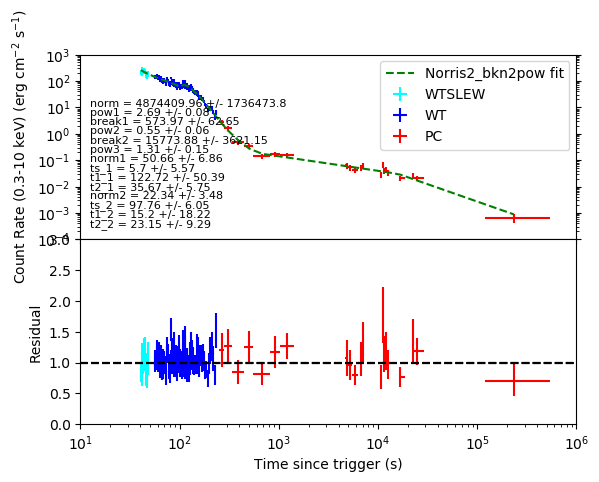 Count Rate (0.3-10 keV) (erg cm⁻² s⁻¹)
10³
10²
10¹
10⁰
10⁻¹
10⁻²
10⁻³
10⁻⁴
Norris2_bkn2pow fit
WTSLEW
WT
PC
norm = 4874409.96 +/- 1736473.8
pow1 = 2.69 +/- 0.08
break1 = 573.97 +/- 62.65
pow2 = 0.55 +/- 0.06
break2 = 15773.88 +/- 3621.15
pow3 = 1.31 +/- 0.15
norm1 = 50.66 +/- 6.86
ts_1 = 5.7 +/- 5.57
t1_1 = 122.72 +/- 50.39
t2_1 = 35.67 +/- 5.75
norm2 = 22.34 +/- 3.48
ts_2 = 97.76 +/- 6.05
t1_2 = 15.2 +/- 18.22
t2_2 = 23.15 +/- 9.29
Residual
3.0
2.5
2.0
1.5
1.0
0.5
0.0
10¹ 10² 10³ 10⁴ 10⁵ 10⁶
Time since trigger (s)